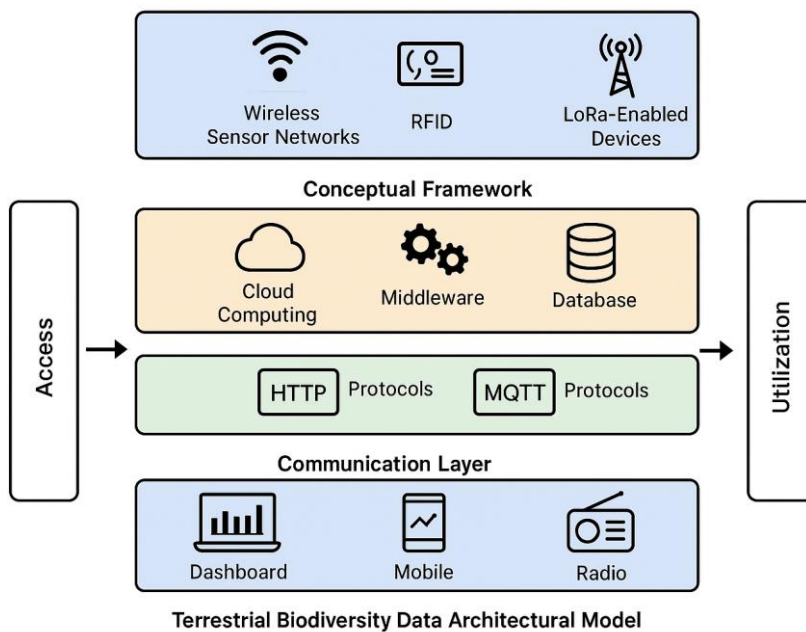 Wireless
Sensor Networks
RFID
LoRa-Enabled
Devices
Conceptual Framework
Access
Cloud
Computing
Middleware
Database
HTTP Protocols
MQTT Protocols
Utilization
Communication Layer
Dashboard
Mobile
Radio
Terrestrial Biodiversity Data Architectural Model